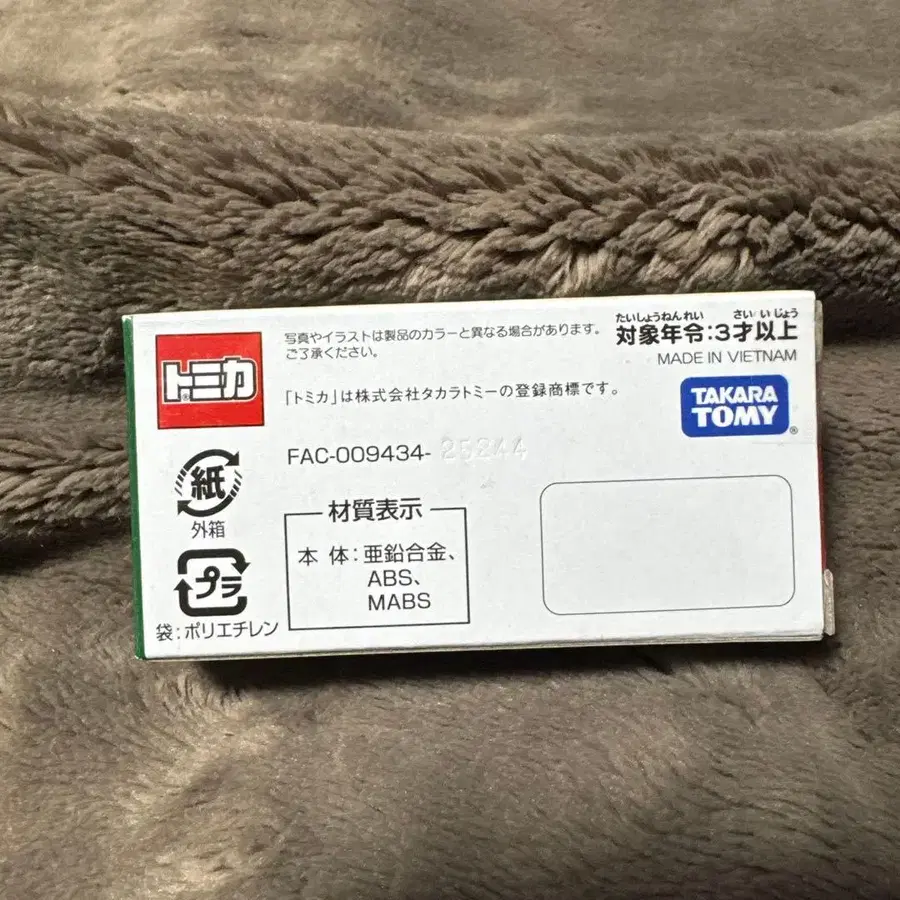 トミカ
写真やイラストは製品のカラーと異なる場合があります。
ご了承ください。
「トミカ」は株式会社タカラトミーの登録商標です。
たいしょうねんれい さい いじょう
対象年令:3才以上
MADE IN VIETNAM
TAKARA
TOMY
FAC-009434- 25244
紙
外箱
プラ
袋:ポリエチレン
材質表示
本 体:亜鉛合金、
ABS、
MABS